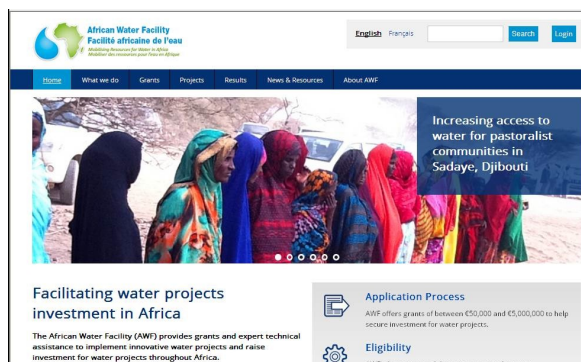 African Water Facility
Facilité africaine de l'eau
Mobilising Resources for Water in Africa
Mobiliser des ressources pour l'eau en Afrique
English Français Search Login
Home What we do Grants Projects Results News & Resources About AWF
Increasing access to
water for pastoralist
communities in
Sadaye, Djibouti
Facilitating water projects
investment in Africa
The African Water Facility (AWF) provides grants and expert technical
assistance to implement innovative water projects and raise
investment for water projects throughout Africa.
Application Process
AWF offers grants of between €50,000 and €5,000,000 to help
secure investment for water projects.
Eligibility